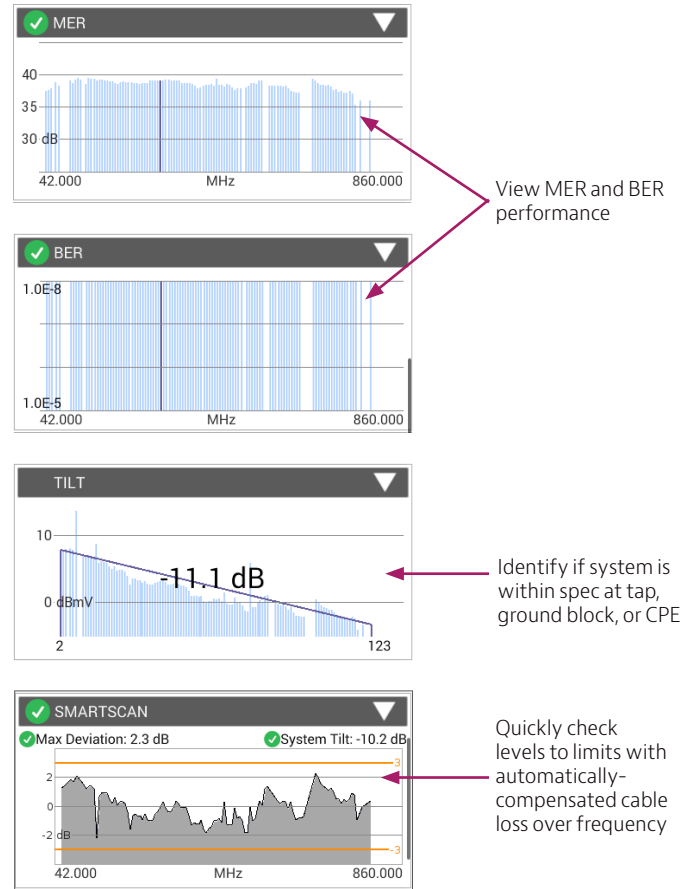 MER
40
35
30 dB
42.000 MHz 860.000
View MER and BER
performance
BER
1.0E-8
1.0E-5
42.000 MHz 860.000
TILT
10
-11.1 dB
0 dBmV
2 123
Identify if system is
within spec at tap,
ground block, or CPE
SMARTSCAN
Max Deviation: 2.3 dB System Tilt: -10.2 dB
3
2
0
-2 dB
-3
42.000 MHz 860.000
Quickly check
levels to limits with
automatically-
compensated cable
loss over frequency